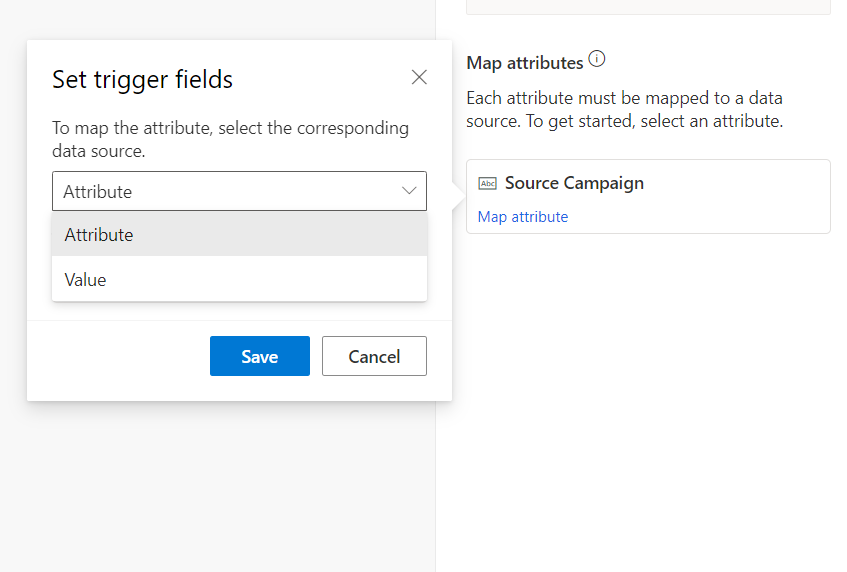 Set trigger fields
To map the attribute, select the corresponding
data source.
Attribute
Attribute
Value
Save
Cancel
Map attributes
Each attribute must be mapped to a data
source. To get started, select an attribute.
Abc Source Campaign
Map attribute